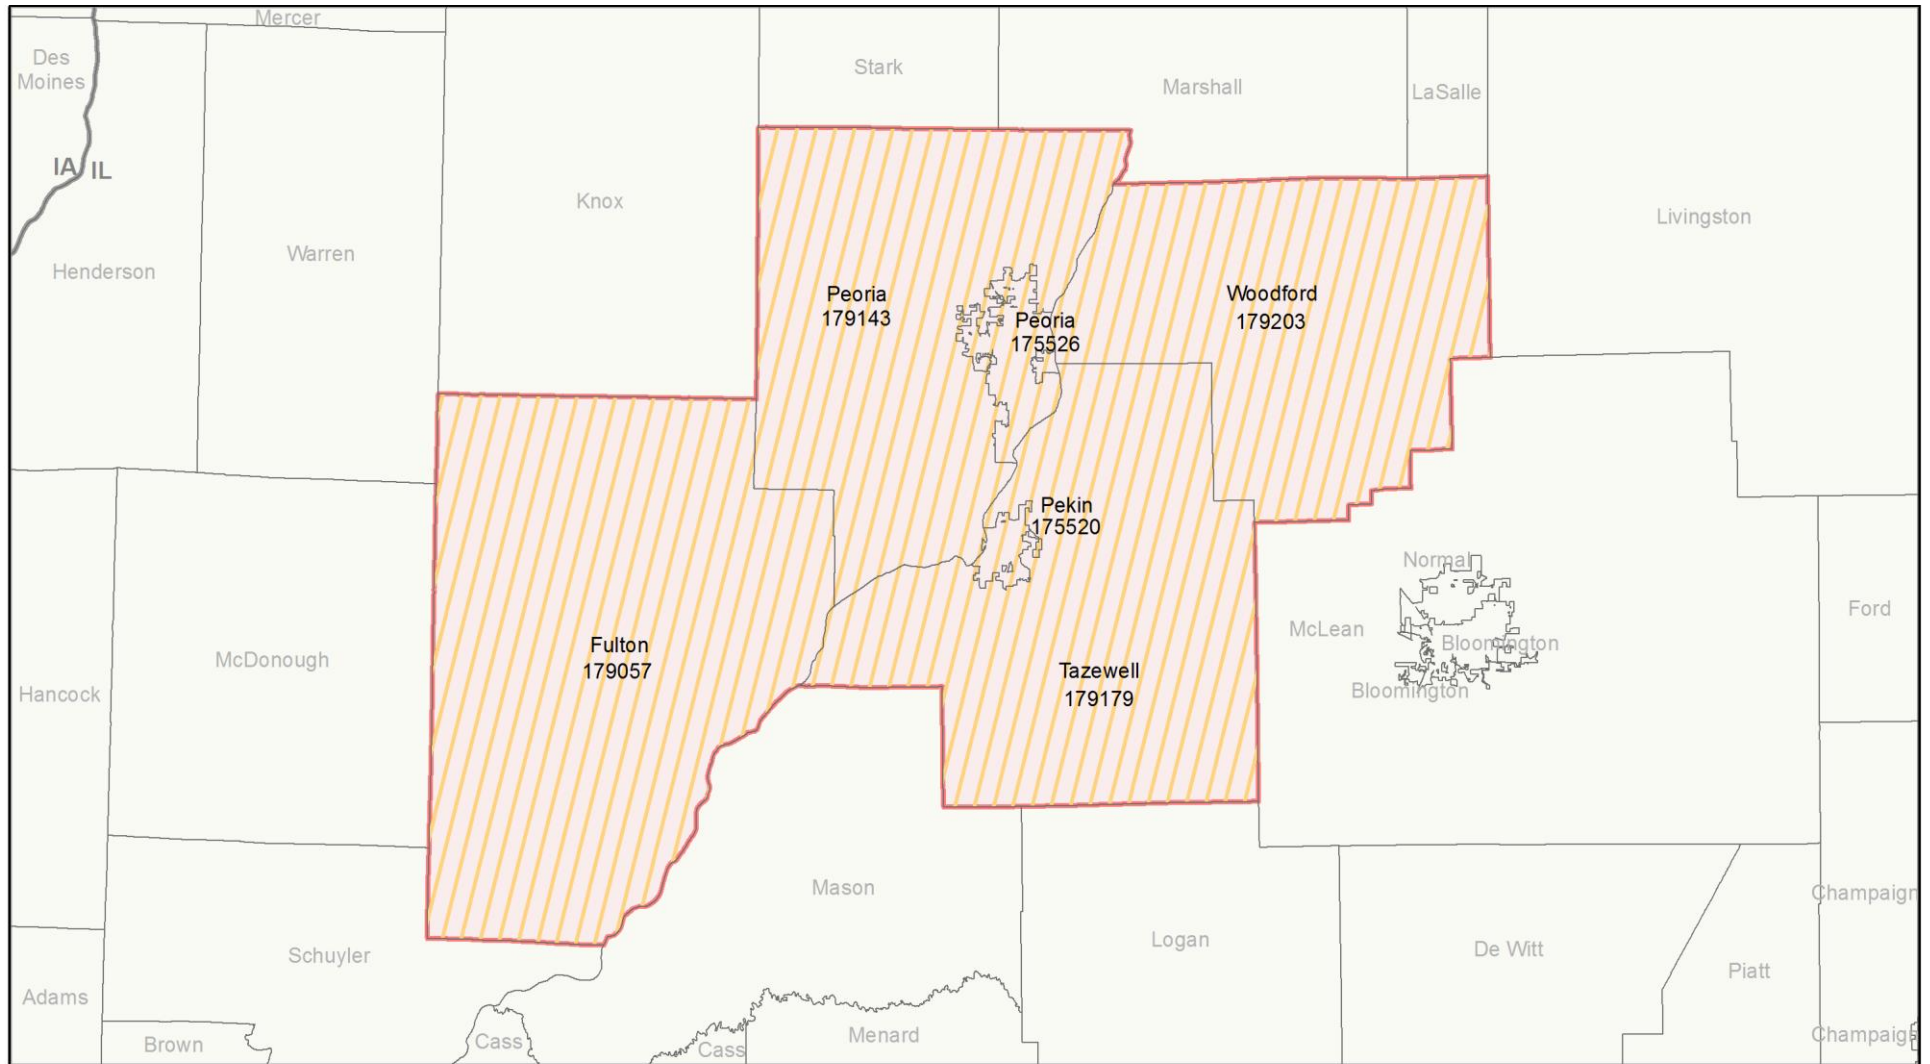 Mercer
Des
Moines
Stark
Marshall
LaSalle
IA
IL
Knox
Livingston
Warren
Henderson
Peoria
179143
Woodford
179203
Peoria
175526
Pekin
175520
Normal
Ford
McLean
Bloomington
Fulton
179057
McDonough
Tazewell
179179
Hancock
Bloomington
Mason
Champaign
Logan
De Witt
Schuyler
Piatt
Adams
Menard
Champaign
Brown
Cass
Cass